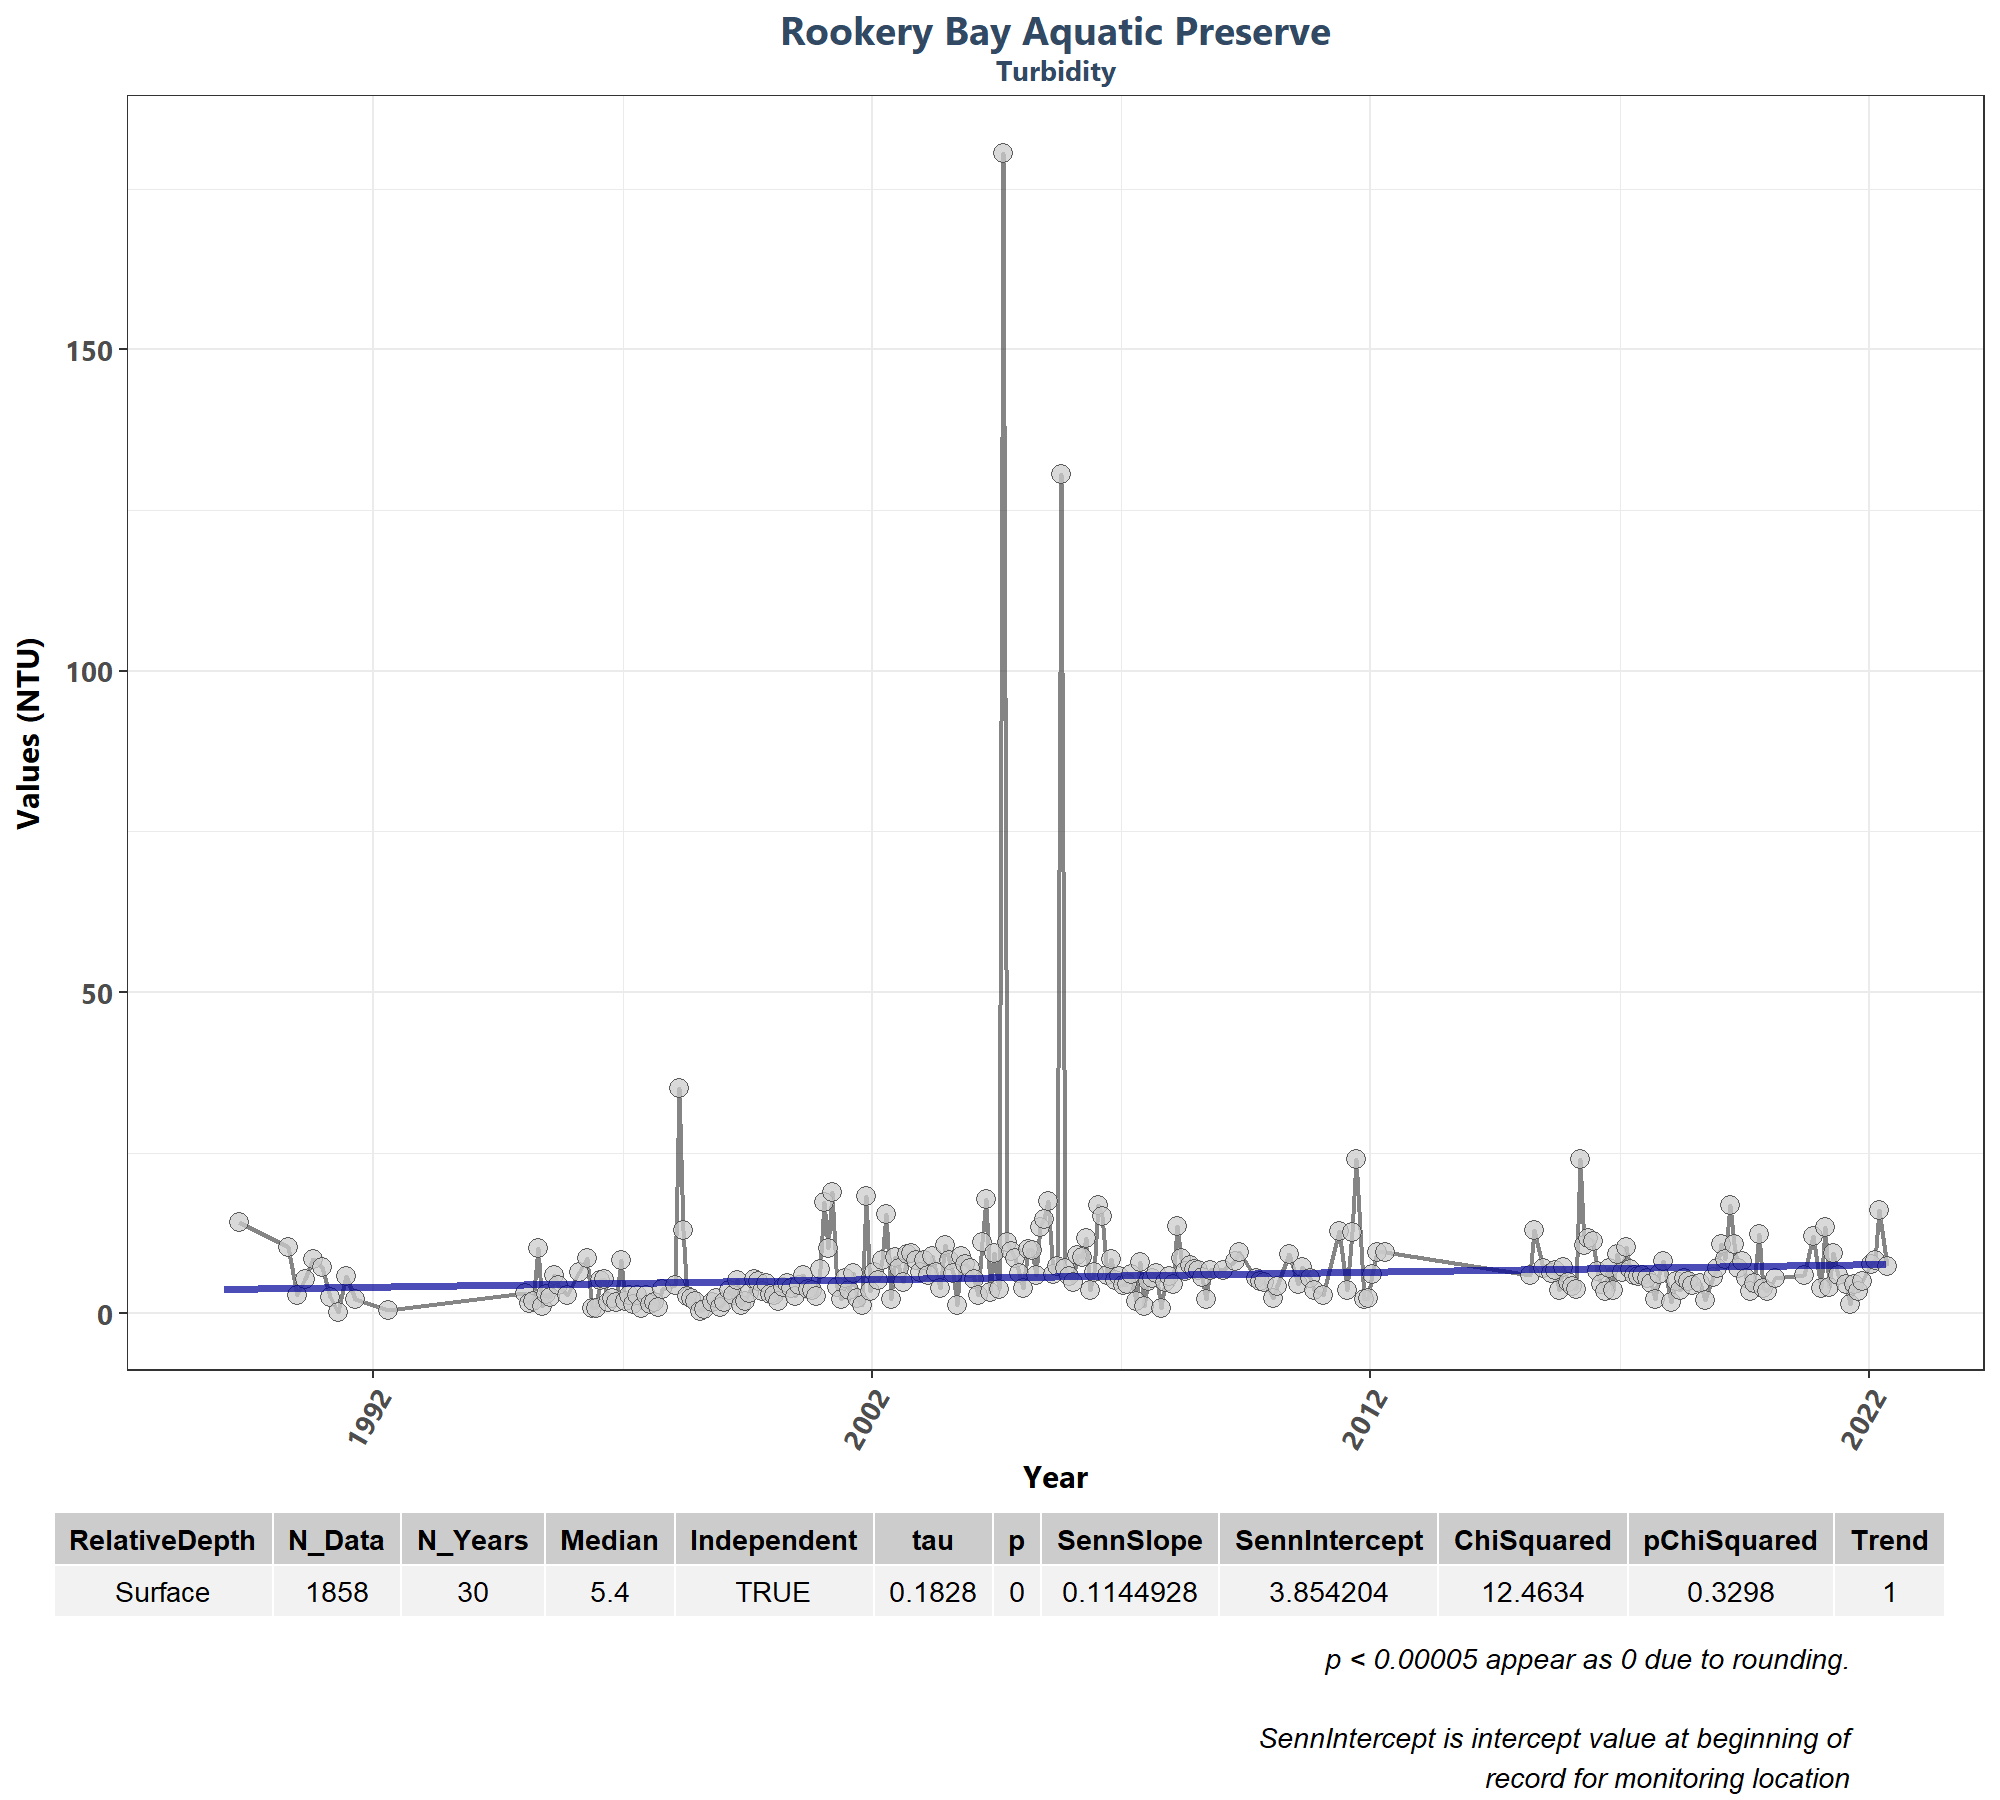 Rookery Bay Aquatic Preserve
Turbidity
Values (NTU)
150
100
50
0
1992
2002
2012
2022
Year
RelativeDepth N_Data N_Years Median Independent tau p SennSlope SennIntercept ChiSquared pChiSquared Trend
Surface 1858 30 5.4 TRUE 0.1828 0 0.1144928 3.854204 12.4634 0.3298 1
p < 0.00005 appear as 0 due to rounding.
SennIntercept is intercept value at beginning of
record for monitoring location